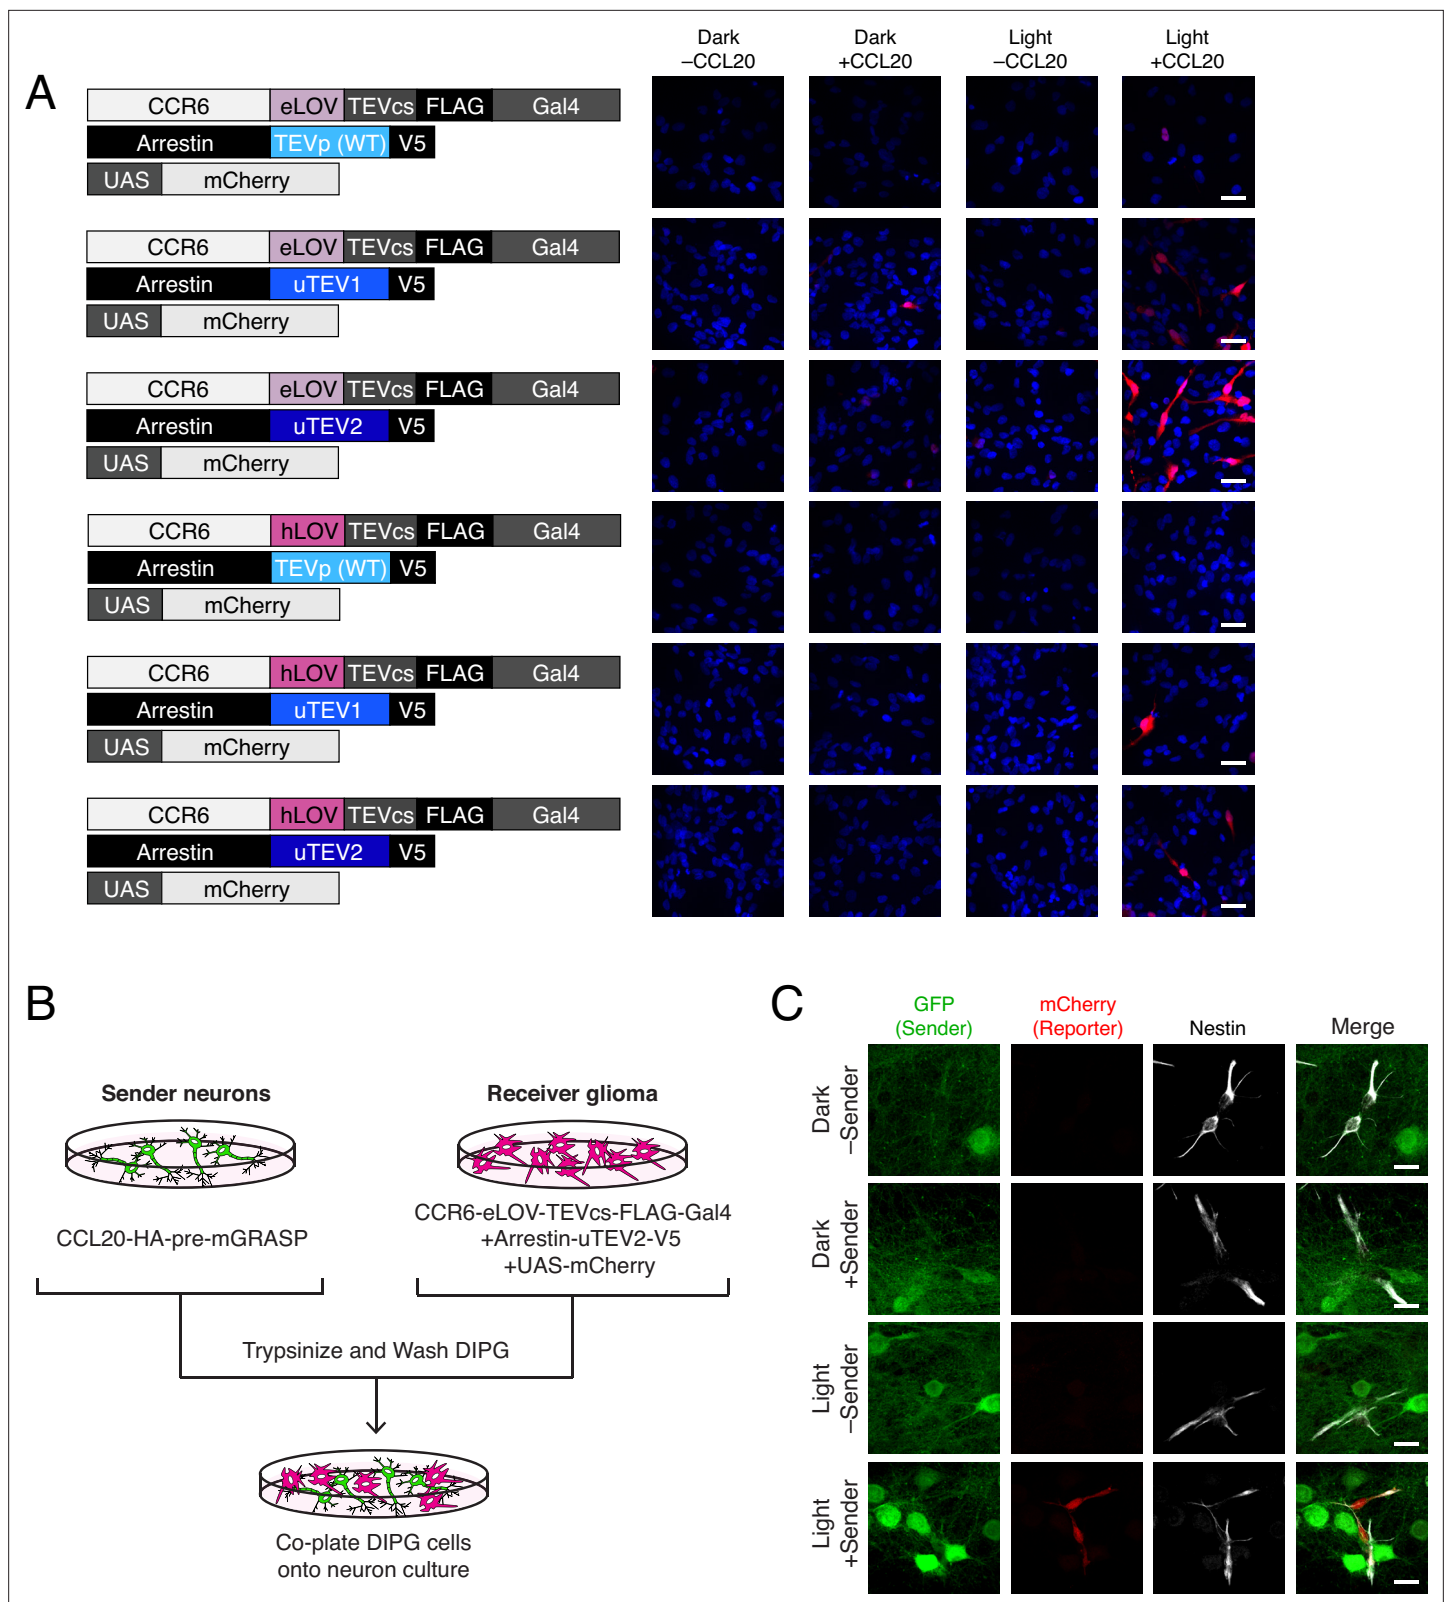 A
Dark
–CCL20
Dark
+CCL20
Light
–CCL20
Light
+CCL20
CCR6 eLOV TEVcs FLAG Gal4
Arrestin TEVp (WT) V5
UAS mCherry
CCR6 eLOV TEVcs FLAG Gal4
Arrestin uTEV1 V5
UAS mCherry
CCR6 eLOV TEVcs FLAG Gal4
Arrestin uTEV2 V5
UAS mCherry
CCR6 hLOV TEVcs FLAG Gal4
Arrestin TEVp (WT) V5
UAS mCherry
CCR6 hLOV TEVcs FLAG Gal4
Arrestin uTEV1 V5
UAS mCherry
CCR6 hLOV TEVcs FLAG Gal4
Arrestin uTEV2 V5
UAS mCherry
B
Sender neurons
Receiver glioma
CCL20-HA-pre-mGRASP
CCR6-eLOV-TEVcs-FLAG-Gal4
+Arrestin-uTEV2-V5
+UAS-mCherry
Trypsinize and Wash DIPG
Co-plate DIPG cells
onto neuron culture
C
GFP
(Sender)
mCherry
(Reporter)
Nestin
Merge
Dark
–Sender
Dark
+Sender
Light
–Sender
Light
+Sender